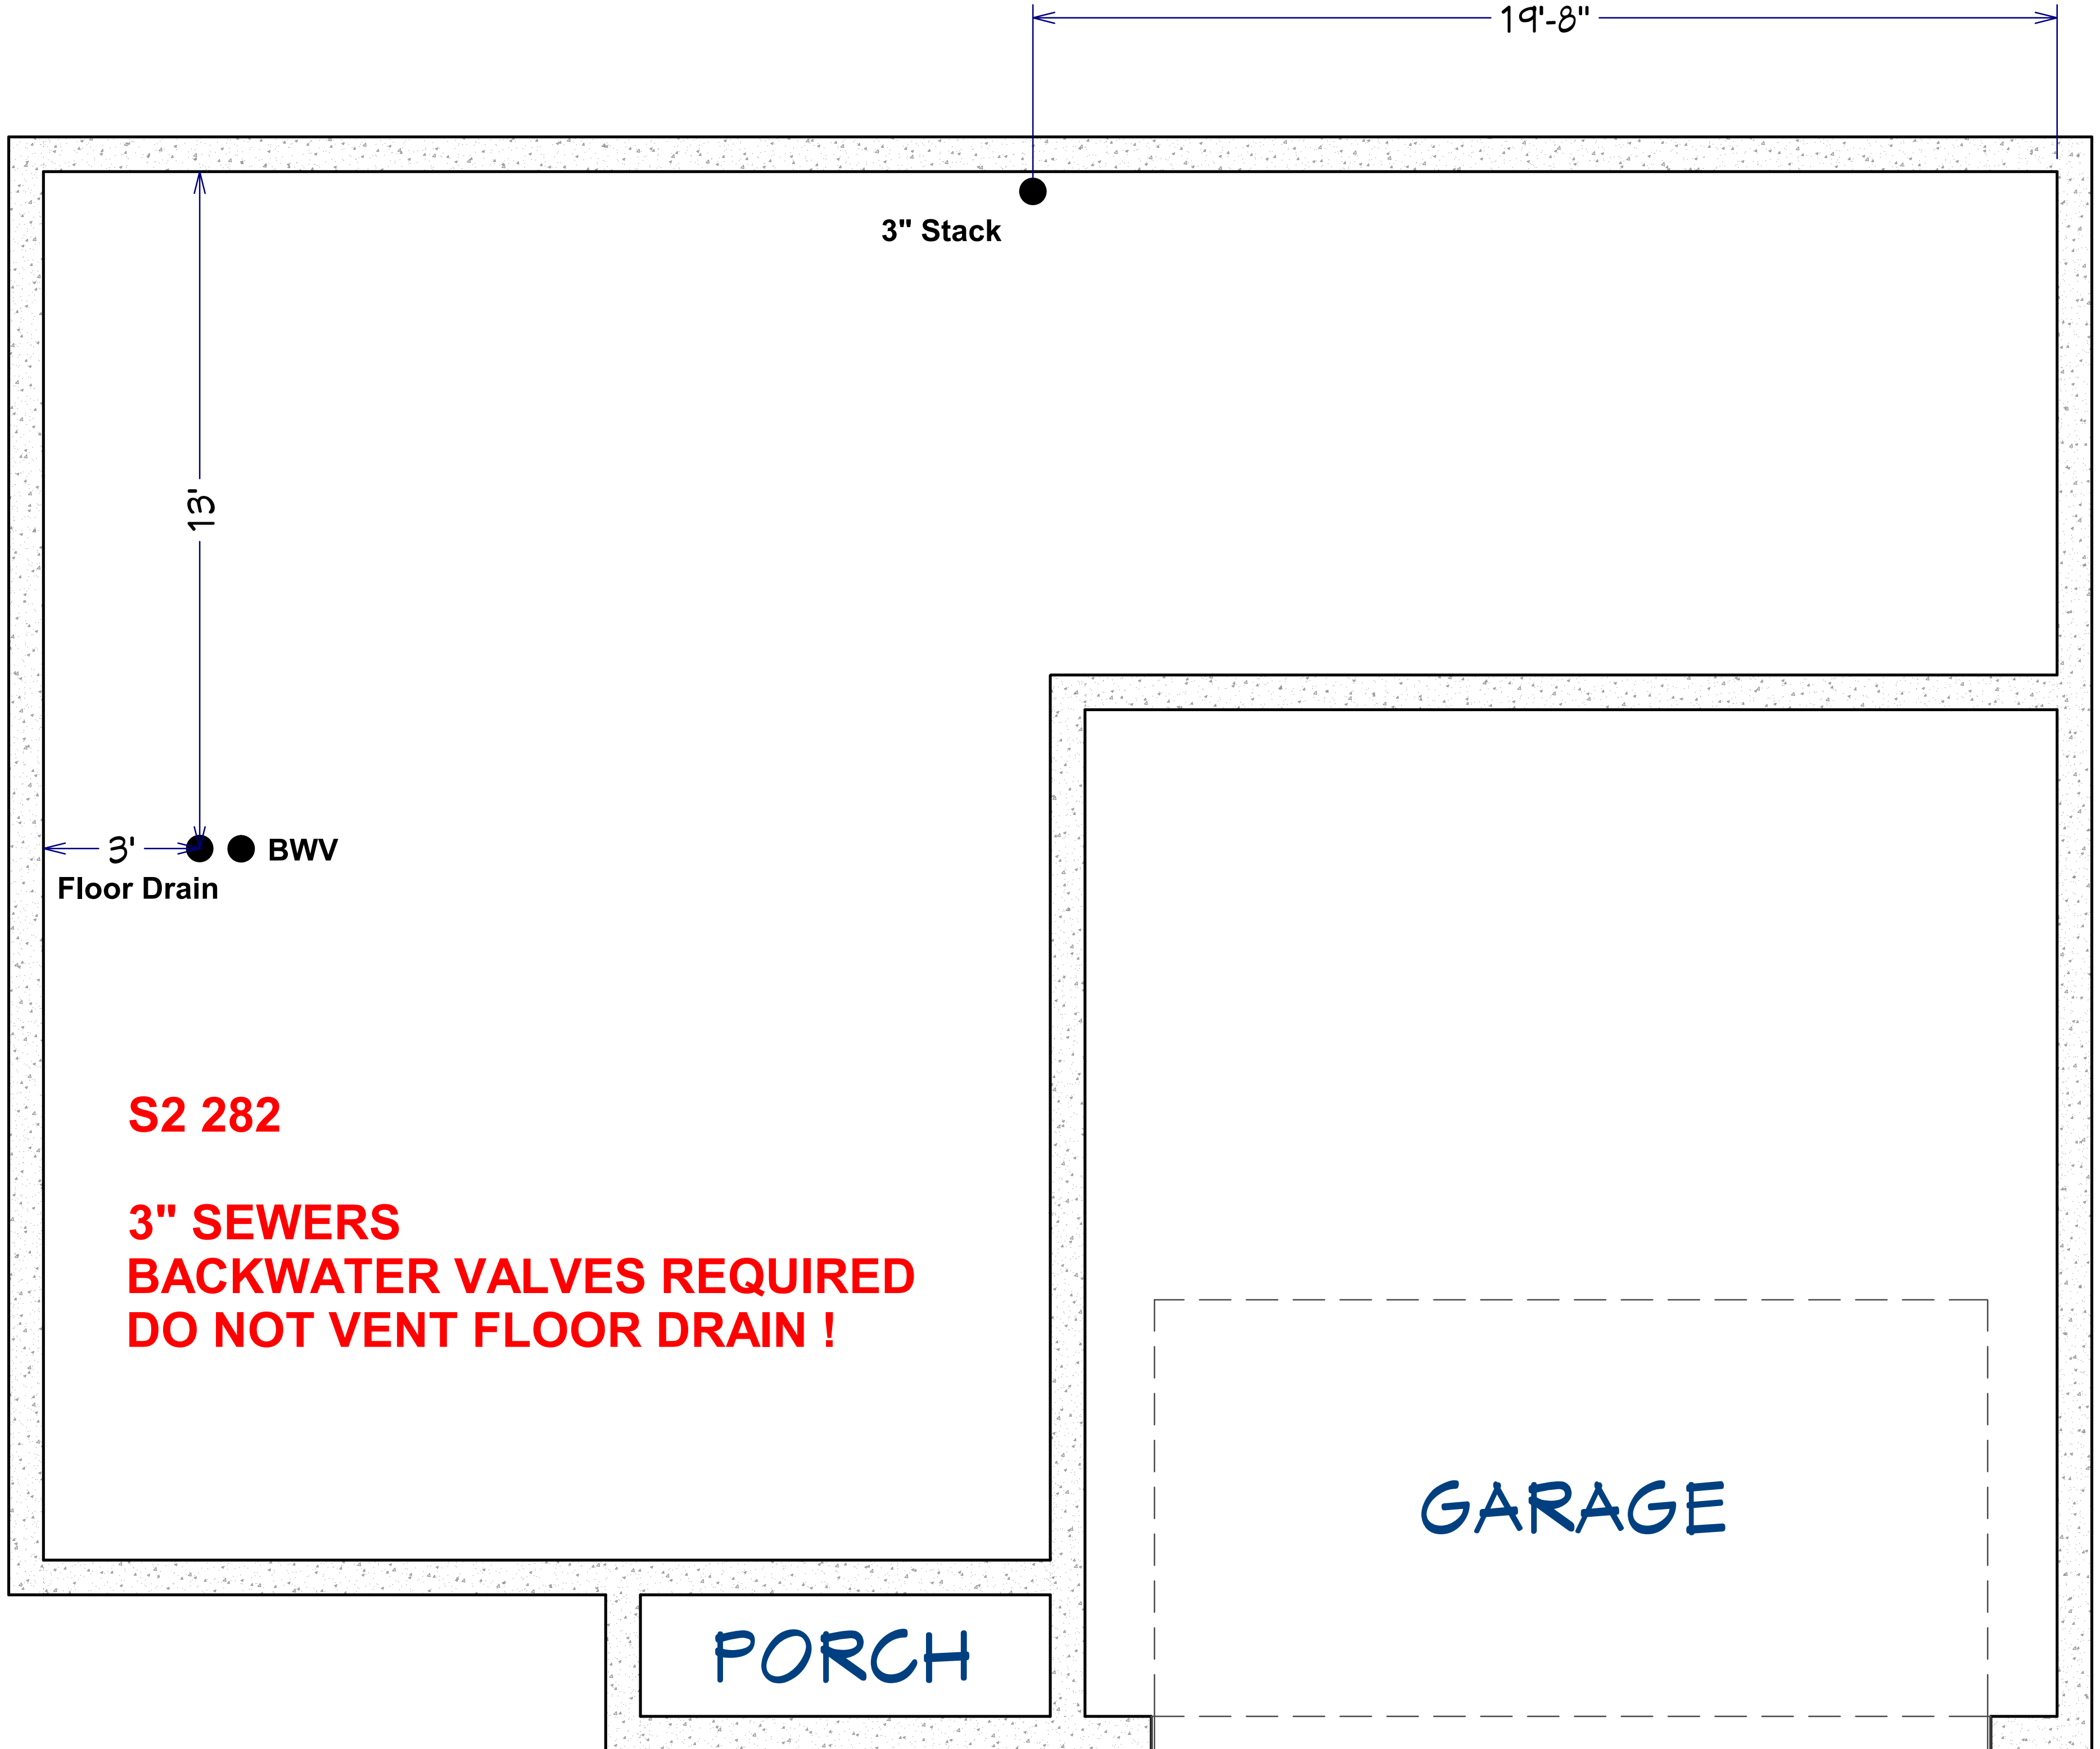 19'-8"
3" Stack
13'
3'
BWV
Floor Drain
S2 282
3" SEWERS
BACKWATER VALVES REQUIRED
DO NOT VENT FLOOR DRAIN !
GARAGE
PORCH